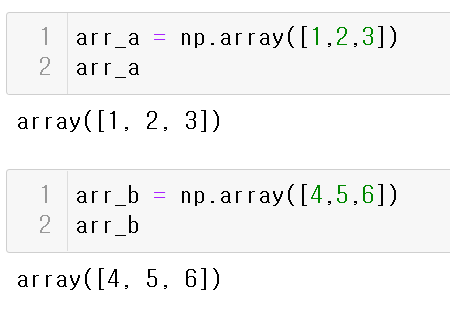 1 arr_a = np.array([1,2,3])
2 arr_a
array([1, 2, 3])
1 arr_b = np.array([4,5,6])
2 arr_b
array([4, 5, 6])